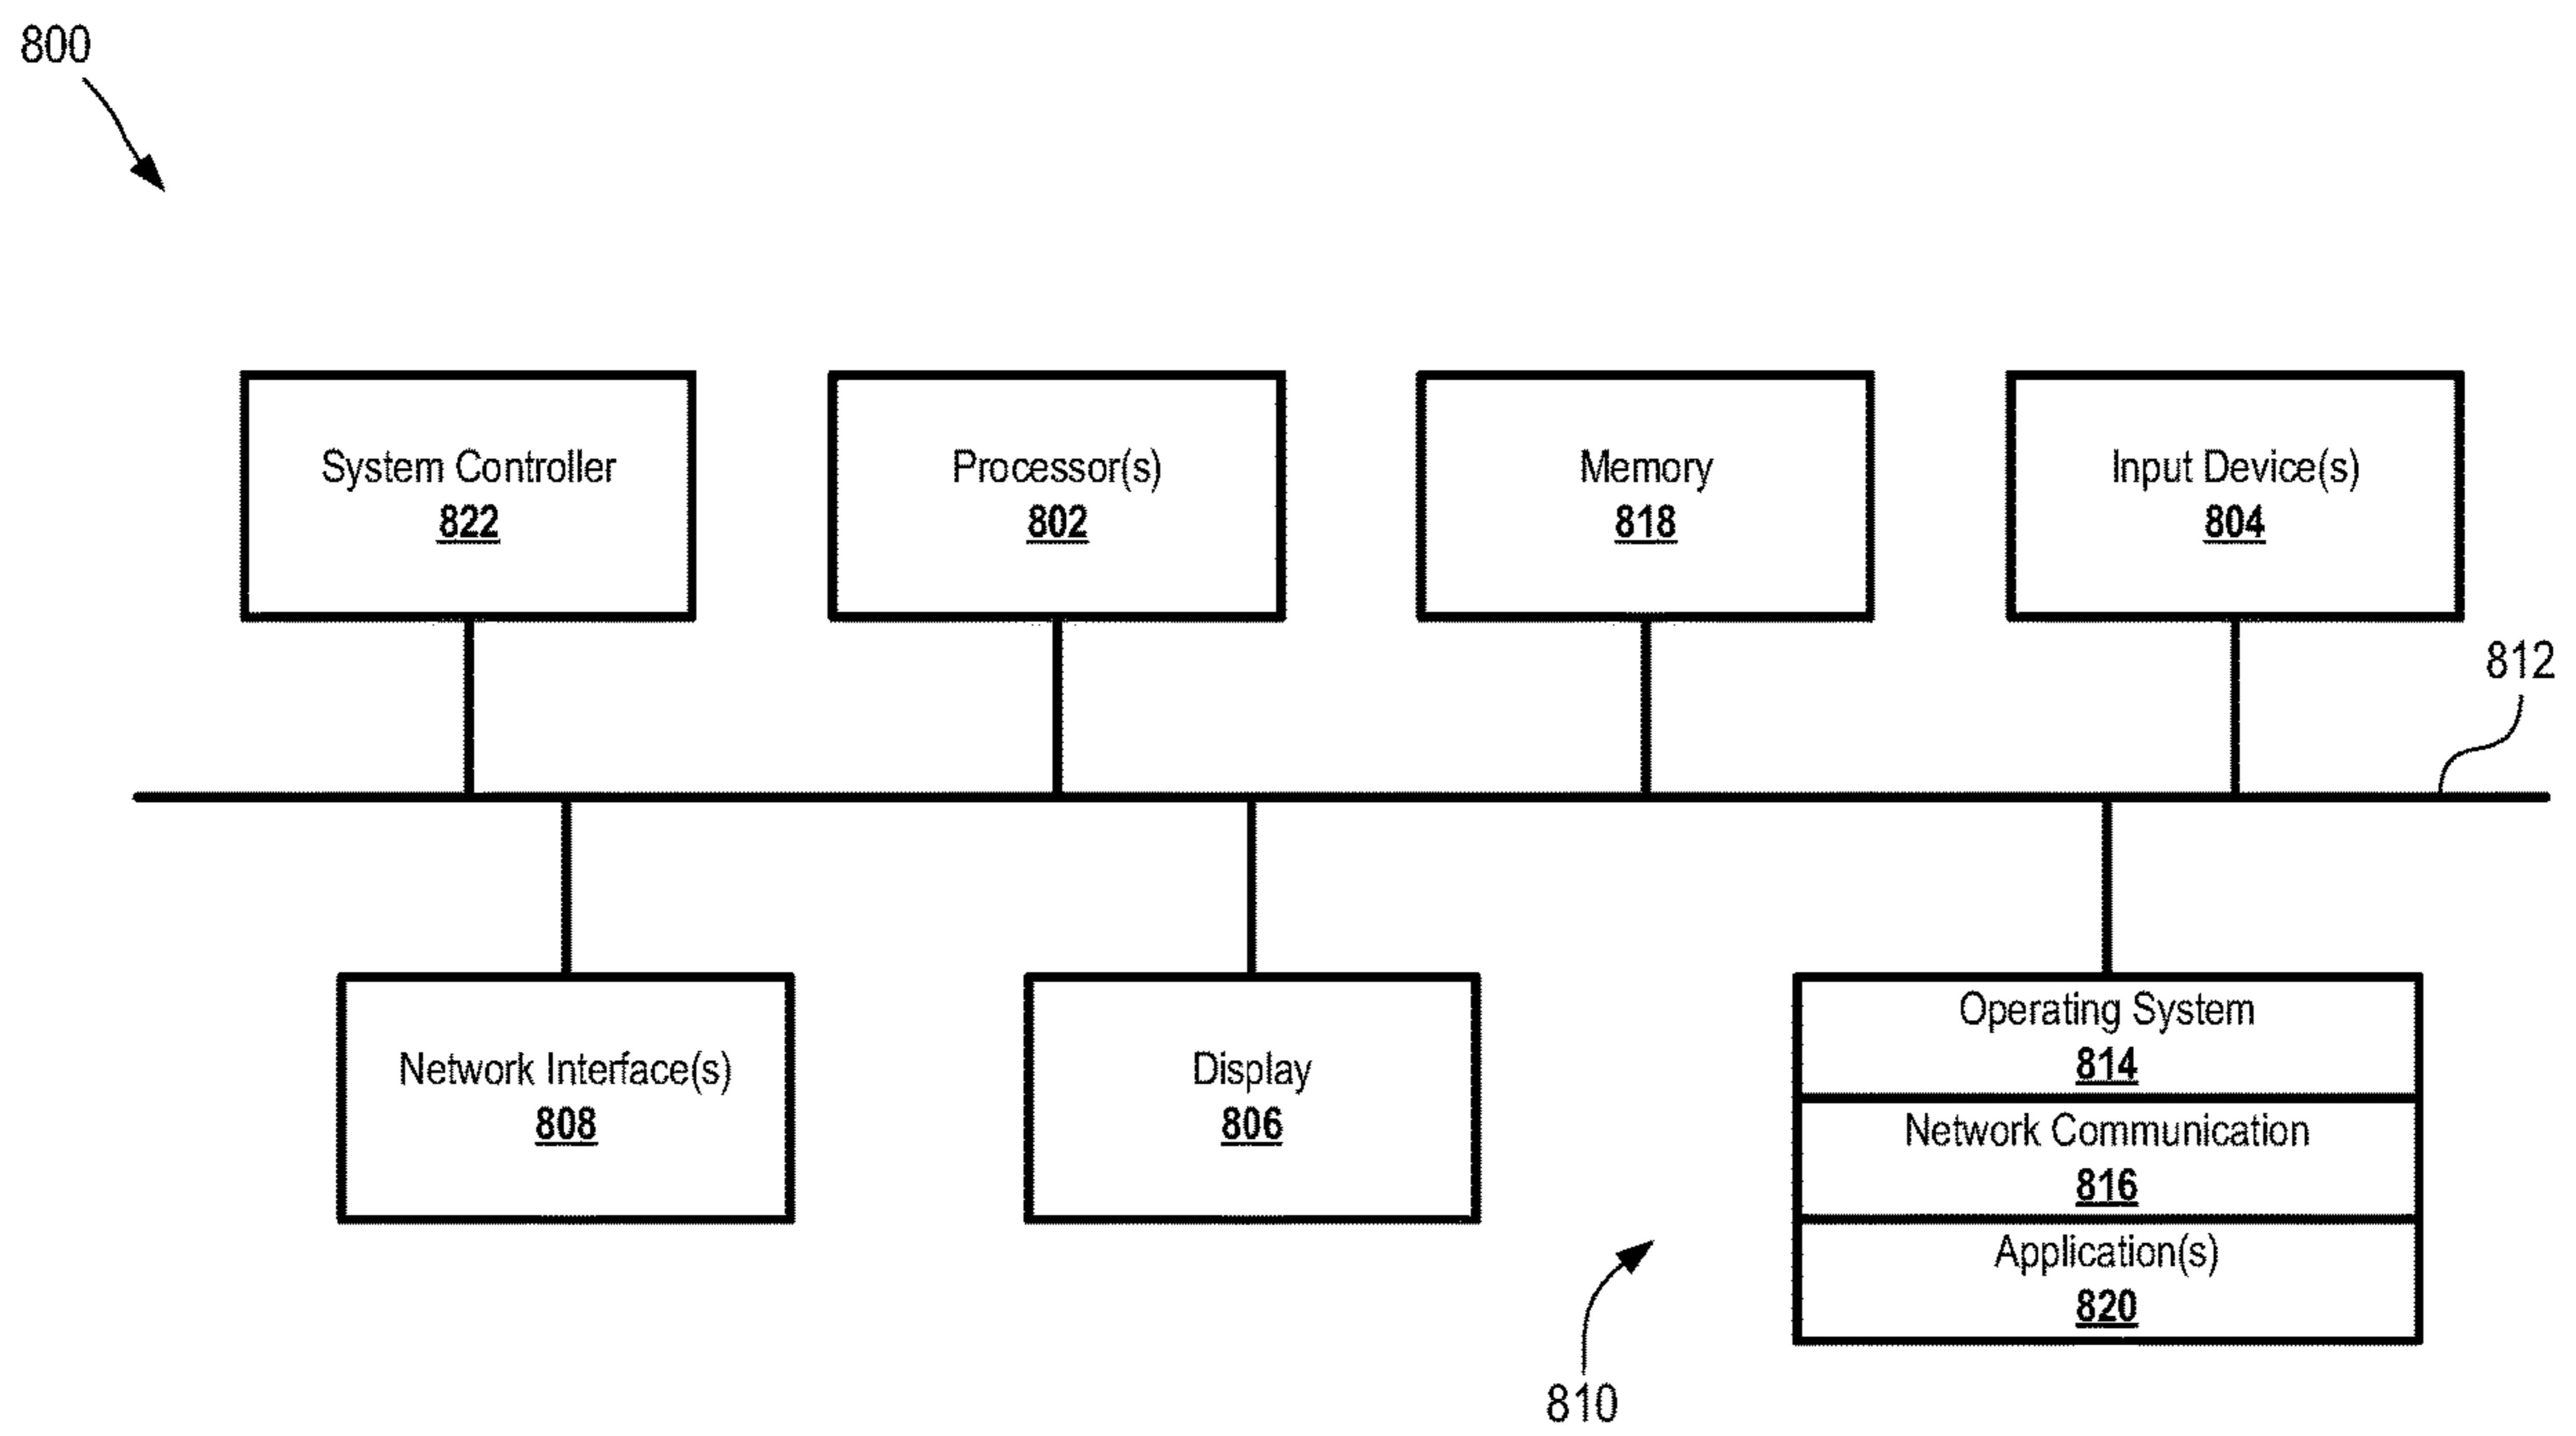 800
System Controller
822
Processor(s)
802
Memory
818
Input Device(s)
804
812
Network Interface(s)
808
Display
806
Operating System
814
Network Communication
816
Application(s)
820
810